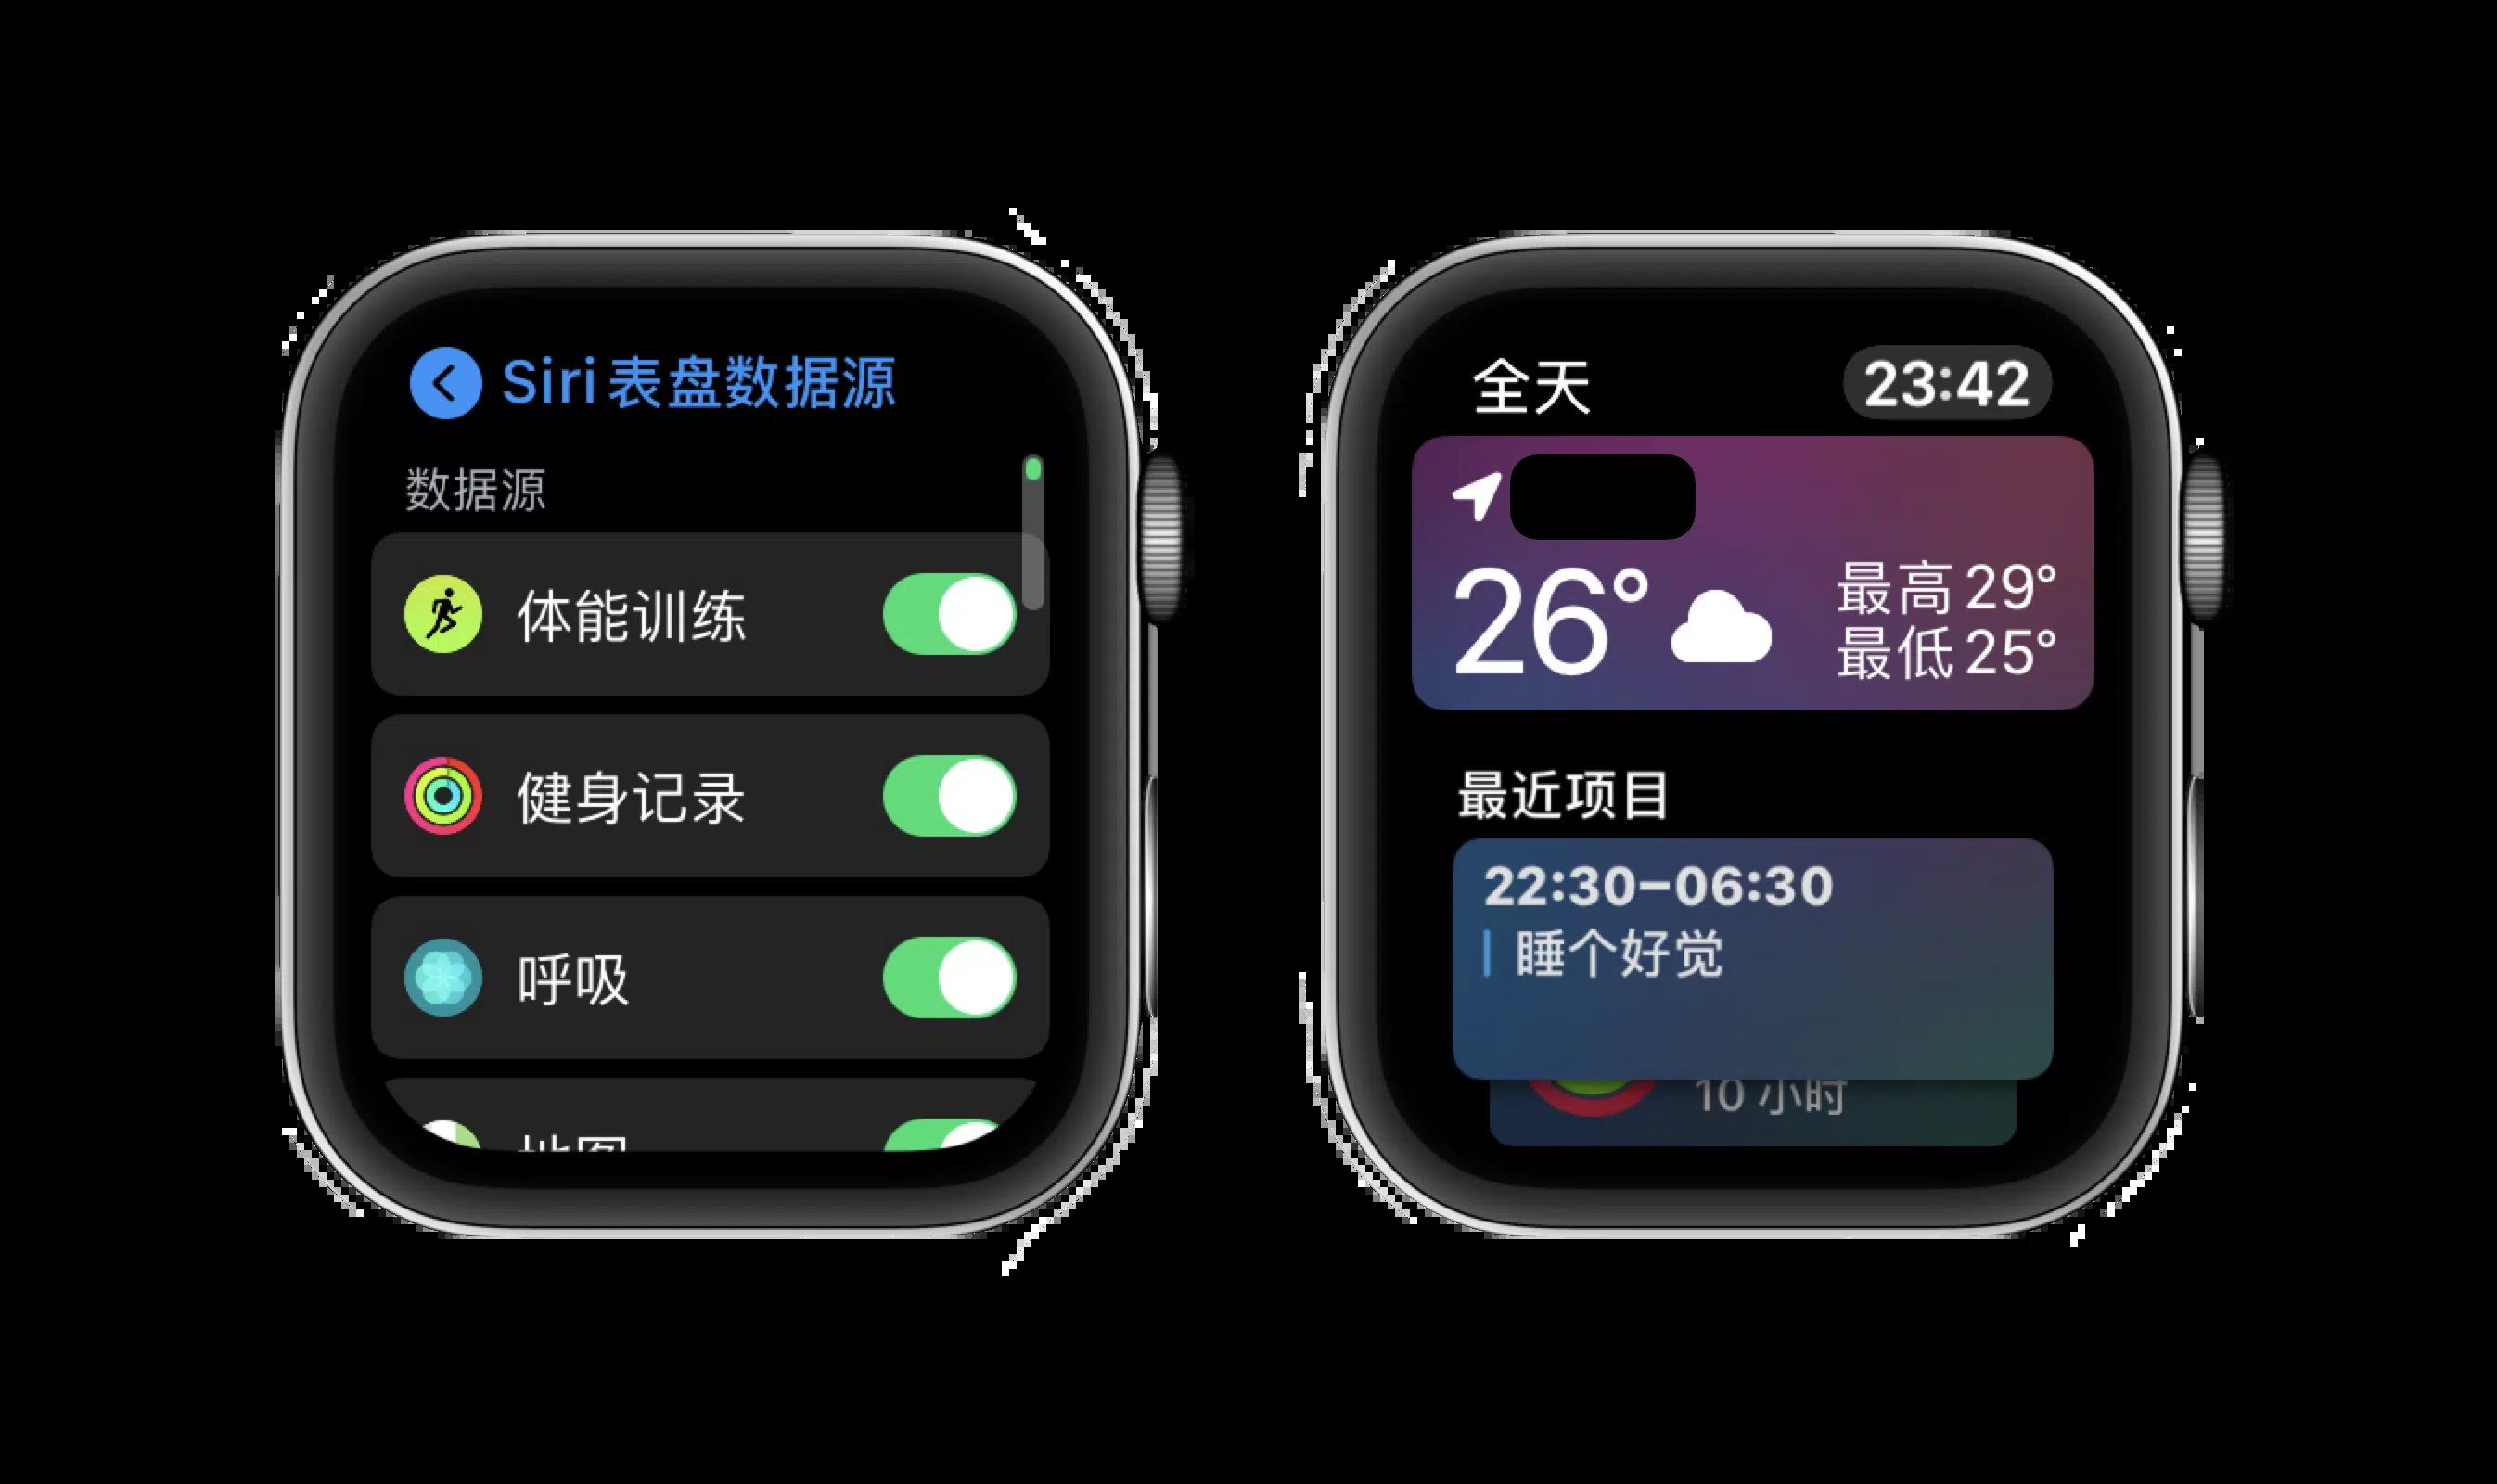 Siri 表盘数据源
数据源
体能训练
健身记录
呼吸
地图
全天
23:42
26°
最高 29°
最低 25°
最近项目
22:30–06:30
睡个好觉
10 小时